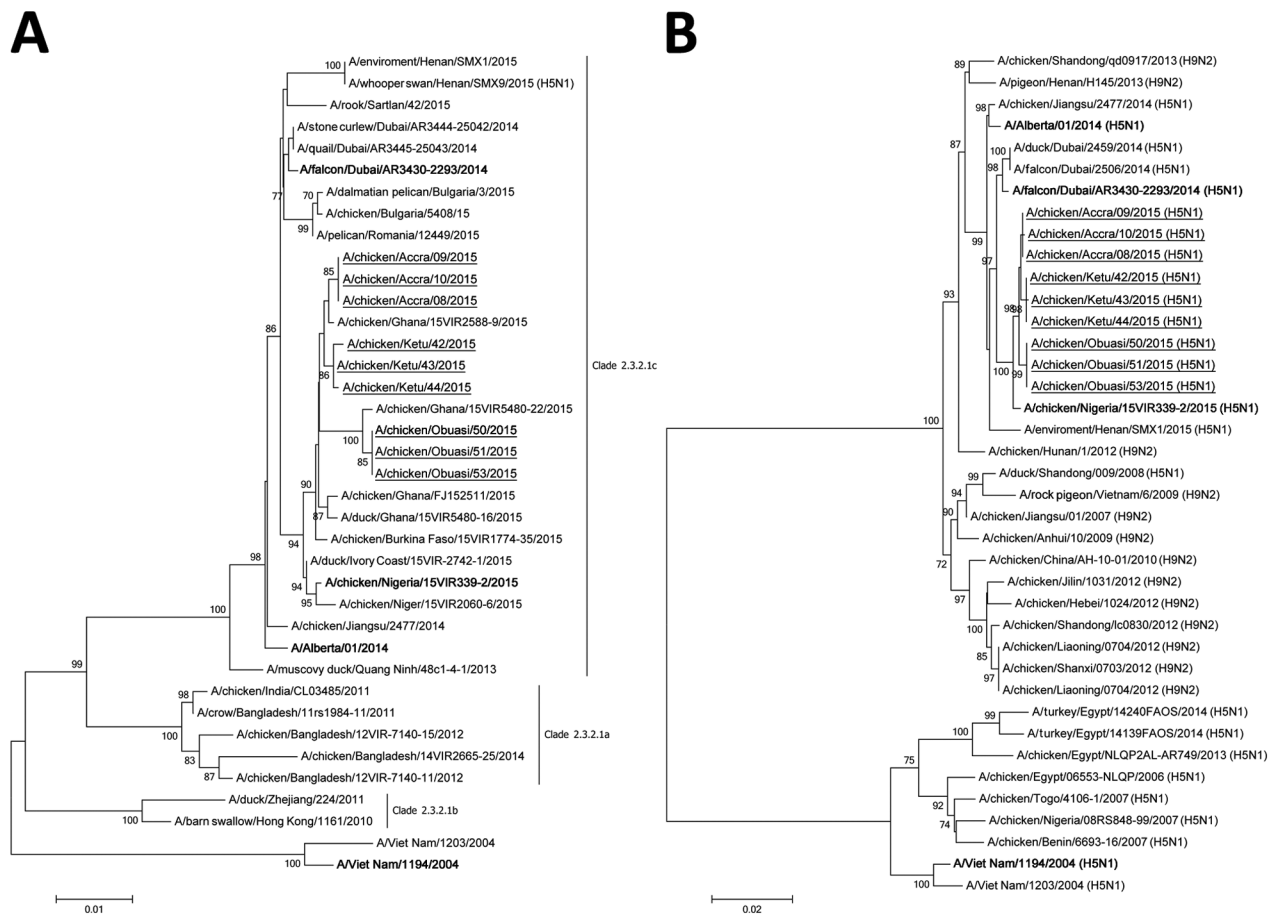 A
A/enviroment/Henan/SMX1/2015
100
A/whooper swan/Henan/SMX9/2015 (H5N1)
A/rook/Sartlan/42/2015
A/stone curlew/Dubai/AR3444-25042/2014
A/quail/Dubai/AR3445-25043/2014
A/falcon/Dubai/AR3430-2293/2014
77
A/dalmatian pelican/Bulgaria/3/2015
70
A/chicken/Bulgaria/5408/15
99
A/pelican/Romania/12449/2015
A/chicken/Accra/09/2015
85
A/chicken/Accra/10/2015
A/chicken/Accra/08/2015
A/chicken/Ghana/15VIR2588-9/2015
86
A/chicken/Ketu/42/2015
A/chicken/Ketu/43/2015
86
A/chicken/Ketu/44/2015
Clade 2.3.2.1c
A/chicken/Ghana/15VIR5480-22/2015
A/chicken/Obuasi/50/2015
100
A/chicken/Obuasi/51/2015
85
A/chicken/Obuasi/53/2015
90
A/chicken/Ghana/FJ152511/2015
87
A/duck/Ghana/15VIR5480-16/2015
A/chicken/Burkina Faso/15VIR1774-35/2015
94
A/duck/Ivory Coast/15VIR-2742-1/2015
98
94
A/chicken/Nigeria/15VIR339-2/2015
95
A/chicken/Niger/15VIR2060-6/2015
100
A/chicken/Jiangsu/2477/2014
A/Alberta/01/2014
99
A/muscovy duck/Quang Ninh/48c1-4-1/2013
98
A/chicken/India/CL03485/2011
A/crow/Bangladesh/11rs1984-11/2011
100
A/chicken/Bangladesh/12VIR-7140-15/2012
Clade 2.3.2.1a
83
A/chicken/Bangladesh/14VIR2665-25/2014
87
A/chicken/Bangladesh/12VIR-7140-11/2012
A/duck/Zhejiang/224/2011
Clade 2.3.2.1b
100
A/barn swallow/Hong Kong/1161/2010
A/Viet Nam/1203/2004
100
A/Viet Nam/1194/2004
0.01
B
89
A/chicken/Shandong/qd0917/2013 (H9N2)
A/pigeon/Henan/H145/2013 (H9N2)
A/chicken/Jiangsu/2477/2014 (H5N1)
98
A/Alberta/01/2014 (H5N1)
87
A/duck/Dubai/2459/2014 (H5N1)
100
A/falcon/Dubai/2506/2014 (H5N1)
98
A/falcon/Dubai/AR3430-2293/2014 (H5N1)
A/chicken/Accra/09/2015 (H5N1)
A/chicken/Accra/10/2015 (H5N1)
99
A/chicken/Accra/08/2015 (H5N1)
97
A/chicken/Ketu/42/2015 (H5N1)
93
A/chicken/Ketu/43/2015 (H5N1)
98
98
A/chicken/Ketu/44/2015 (H5N1)
A/chicken/Obuasi/50/2015 (H5N1)
A/chicken/Obuasi/51/2015 (H5N1)
100
99
A/chicken/Obuasi/53/2015 (H5N1)
A/chicken/Nigeria/15VIR339-2/2015 (H5N1)
100
A/enviroment/Henan/SMX1/2015 (H5N1)
A/chicken/Hunan/1/2012 (H9N2)
99
A/duck/Shandong/009/2008 (H5N1)
94
A/rock pigeon/Vietnam/6/2009 (H9N2)
90
A/chicken/Jiangsu/01/2007 (H9N2)
A/chicken/Anhui/10/2009 (H9N2)
72
A/chicken/China/AH-10-01/2010 (H9N2)
A/chicken/Jilin/1031/2012 (H9N2)
97
A/chicken/Hebei/1024/2012 (H9N2)
100
A/chicken/Shandong/lc0830/2012 (H9N2)
A/chicken/Liaoning/0704/2012 (H9N2)
85
A/chicken/Shanxi/0703/2012 (H9N2)
97
A/chicken/Liaoning/0704/2012 (H9N2)
99
A/turkey/Egypt/14240FAOS/2014 (H5N1)
100
A/turkey/Egypt/14139FAOS/2014 (H5N1)
75
A/chicken/Egypt/NLQP2AL-AR749/2013 (H5N1)
A/chicken/Egypt/06553-NLQP/2006 (H5N1)
92
A/chicken/Togo/4106-1/2007 (H5N1)
74
A/chicken/Nigeria/08RS848-99/2007 (H5N1)
A/chicken/Benin/6693-16/2007 (H5N1)
A/Viet Nam/1194/2004 (H5N1)
100
A/Viet Nam/1203/2004 (H5N1)
0.02